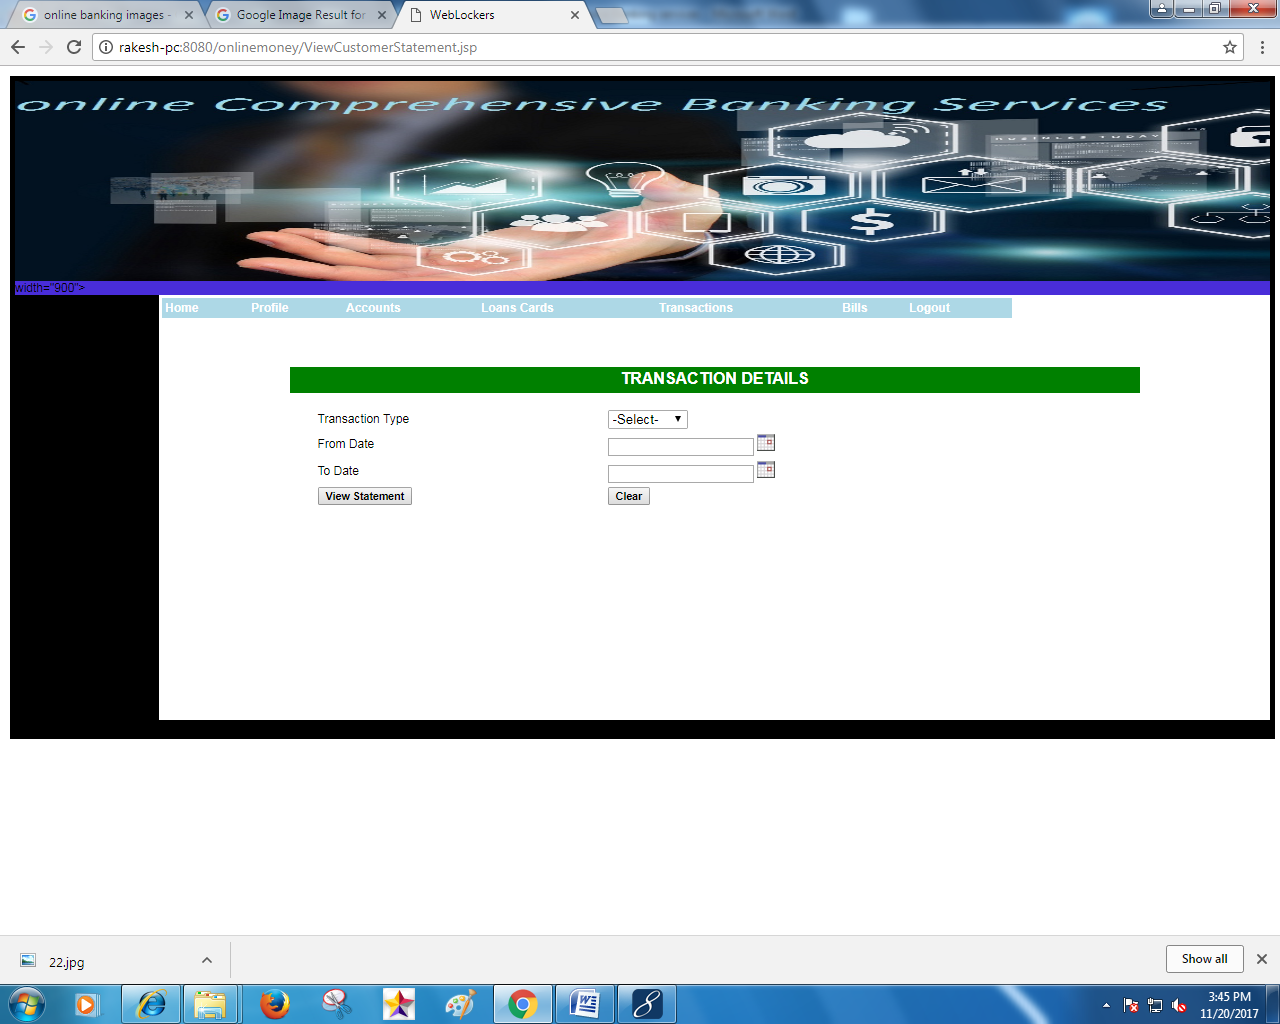 online banking images -
Google Image Result for
WebLockers
rakesh-pc:8080/onlinemoney/ViewCustomerStatement.jsp
online Comprehensive Banking Services
width="900">
Home Profile Accounts Loans Cards Transactions Bills Logout
TRANSACTION DETAILS
Transaction Type -Select-
From Date
To Date
View Statement Clear
22.jpg
Show all
3:45 PM
11/20/2017